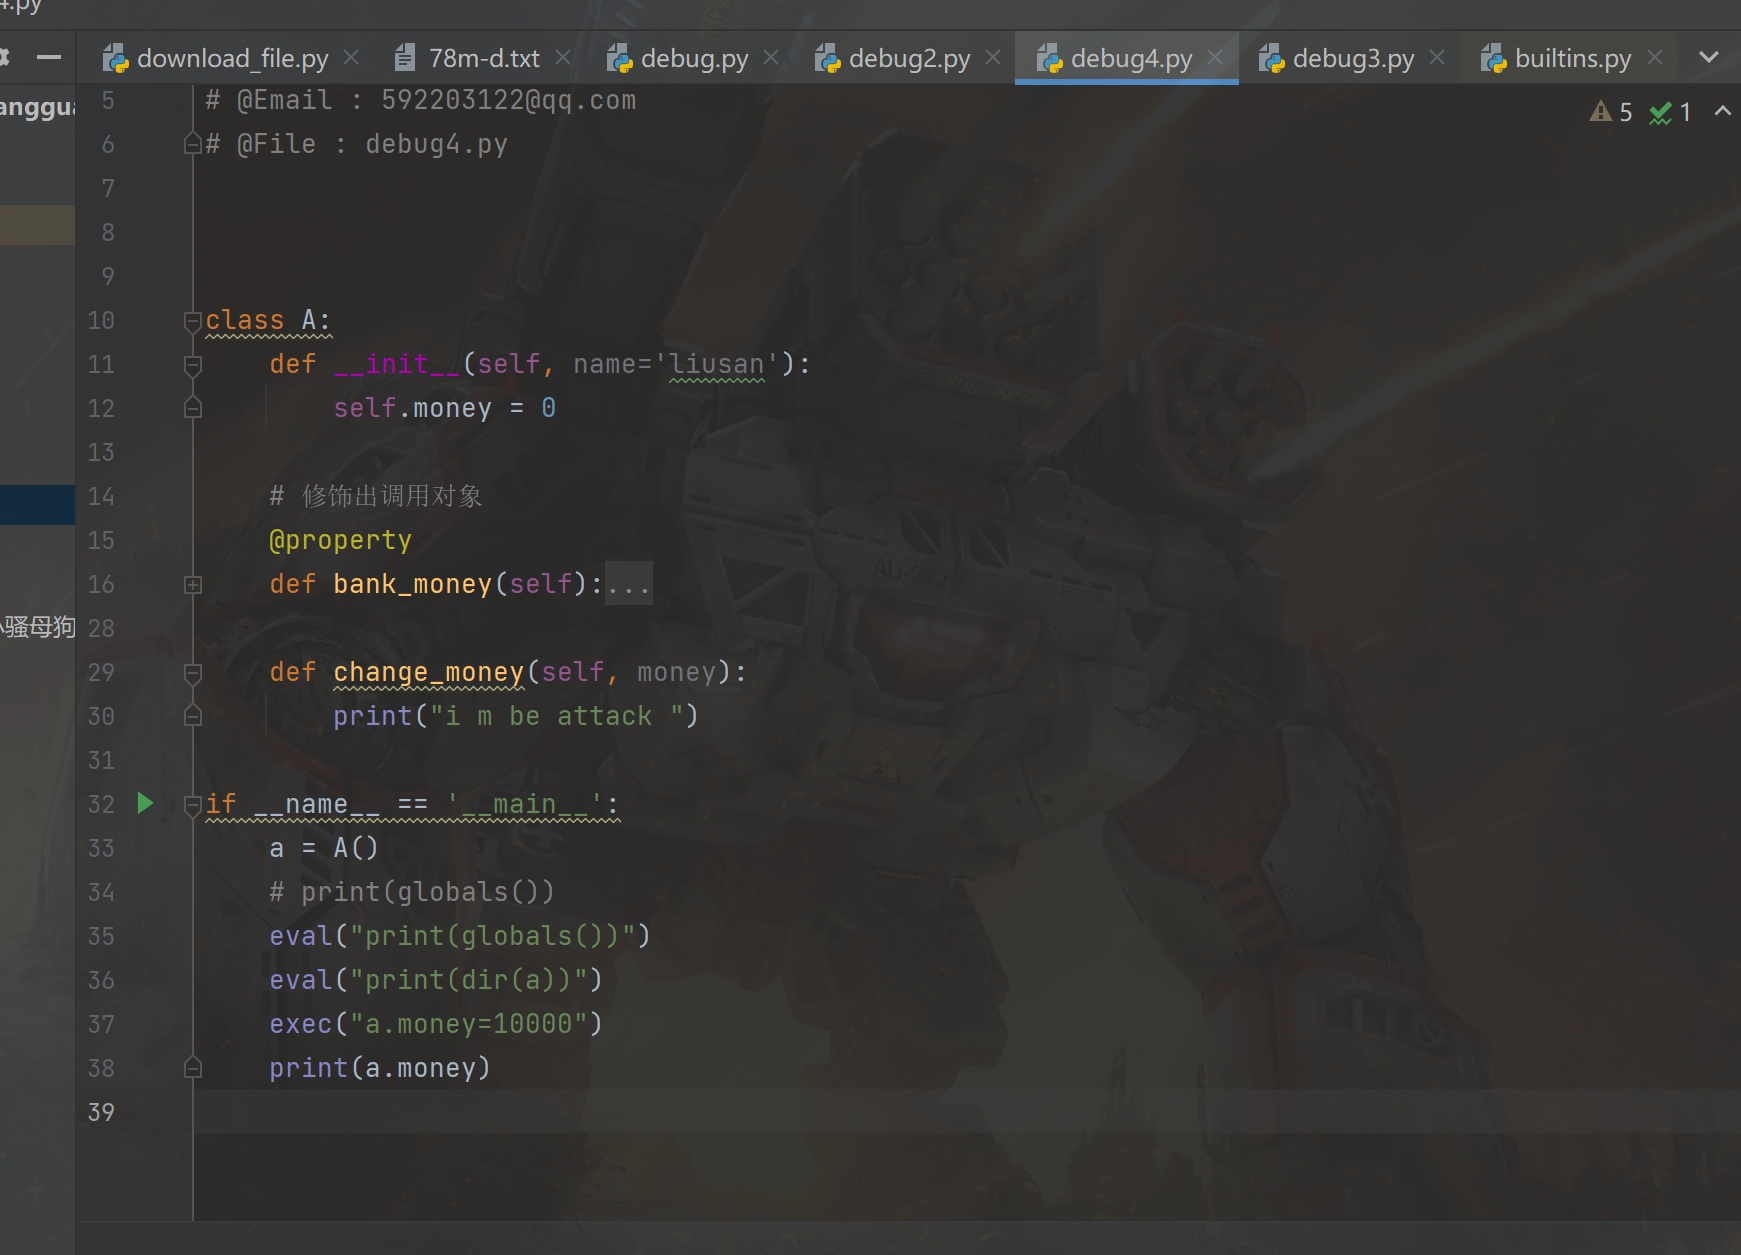 4.py
download_file.py 78m-d.txt debug.py debug2.py debug4.py debug3.py builtins.py
5 # @Email : 592203122@qq.com
5 1
6 # @File : debug4.py
7
8
9
10 class A:
11 def __init__(self, name='liusan'):
12 self.money = 0
13
14 # 修饰出调用对象
15 @property
16 def bank_money(self):...
骚母狗
28
29 def change_money(self, money):
30 print("i m be attack ")
31
32 if __name__ == '__main__':
33 a = A()
34 # print(globals())
35 eval("print(globals())")
36 eval("print(dir(a))")
37 exec("a.money=10000")
38 print(a.money)
39